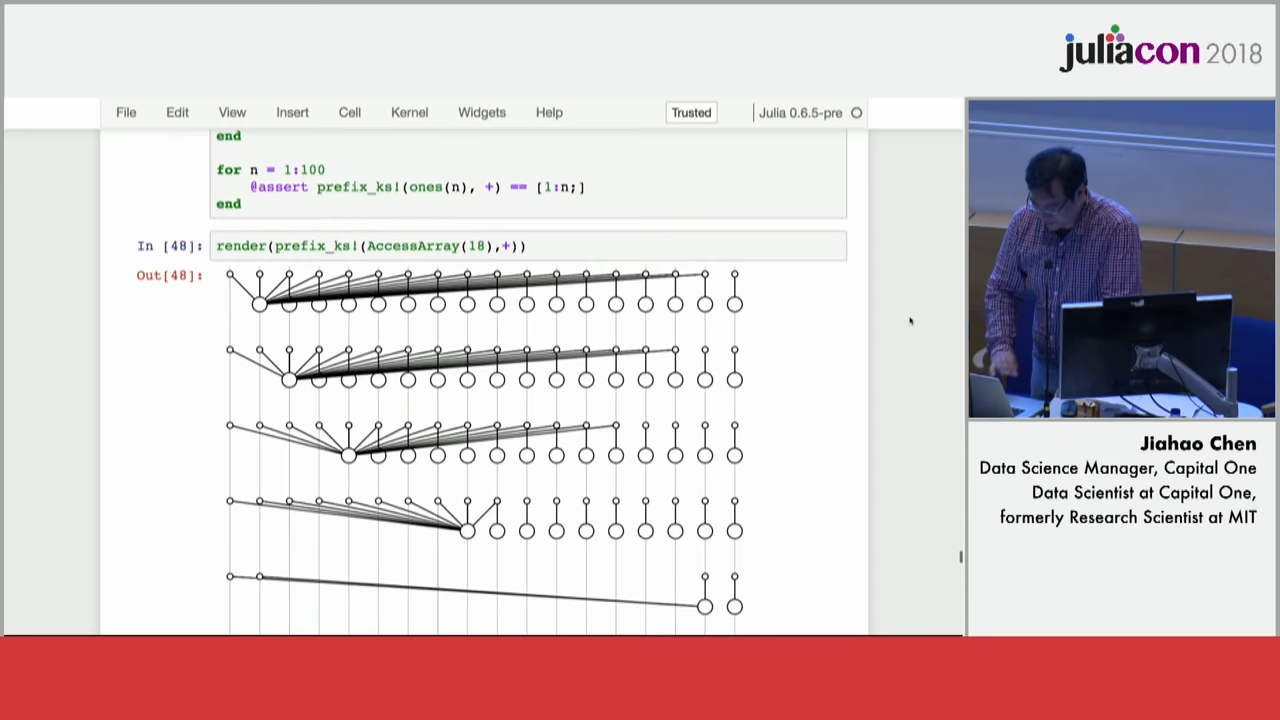 juliacon 2018
File Edit View Insert Cell Kernel Widgets Help Trusted Julia 0.6.5-pre
end
for n = 1:100
@assert prefix_ks!(ones(n), +) == [1:n;]
end
In [48]: render(prefix_ks!(AccessArray(18),+))
Out[48]:
Jiahao Chen
Data Science Manager, Capital One
Data Scientist at Capital One,
formerly Research Scientist at MIT